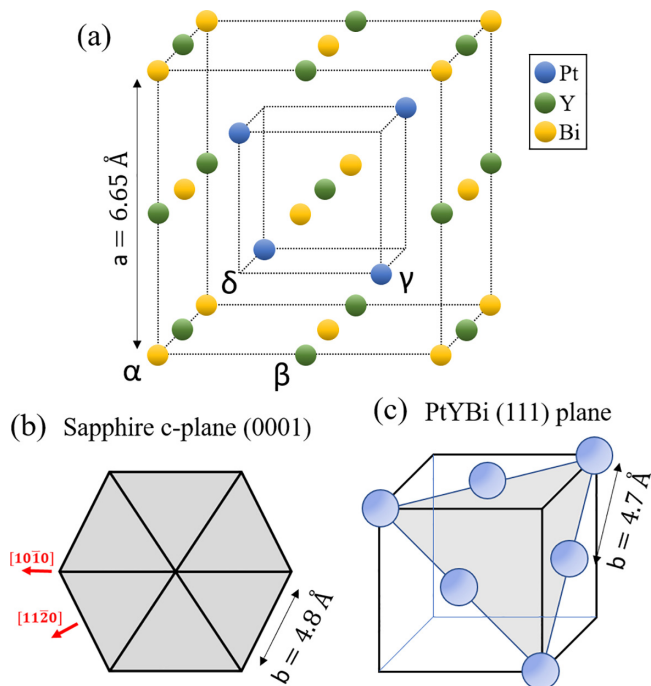 (a)
Pt
Y
Bi
a = 6.65 Å
δ
γ
α
β
(b) Sapphire c-plane (0001)
[101̄0]
[112̄0]
b = 4.8 Å
(c) PtYBi (111) plane
b = 4.7 Å